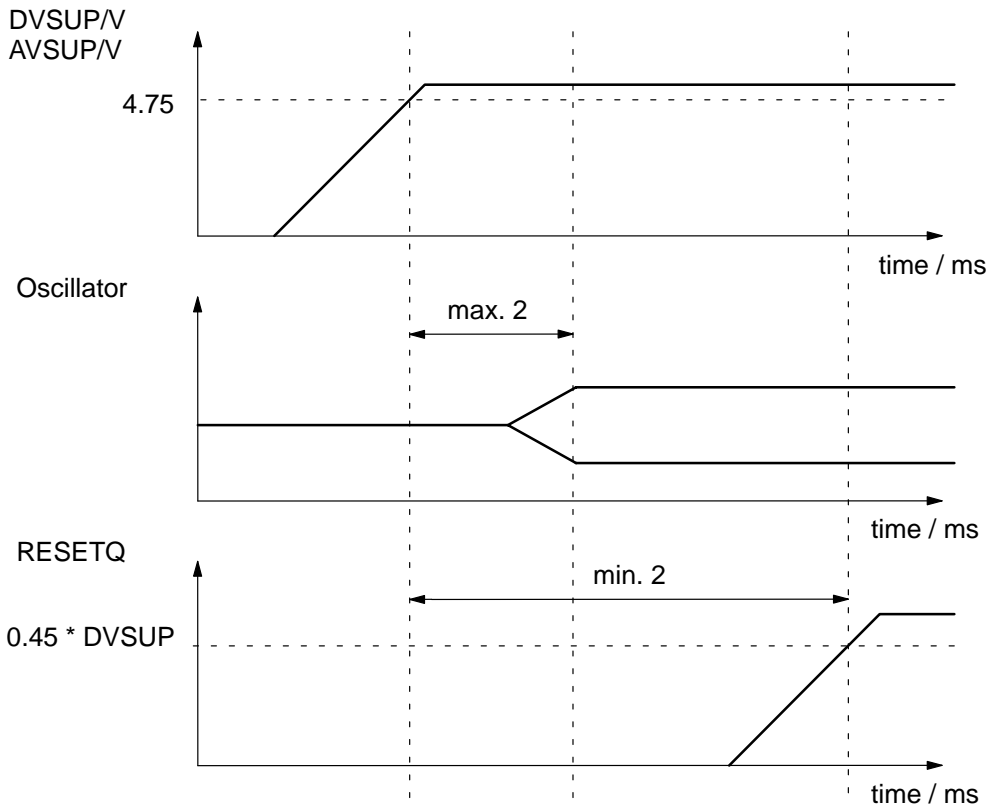 DVSUP/V
AVSUP/V
4.75
time / ms
Oscillator
max. 2
time / ms
RESETQ
min. 2
0.45 * DVSUP
time / ms